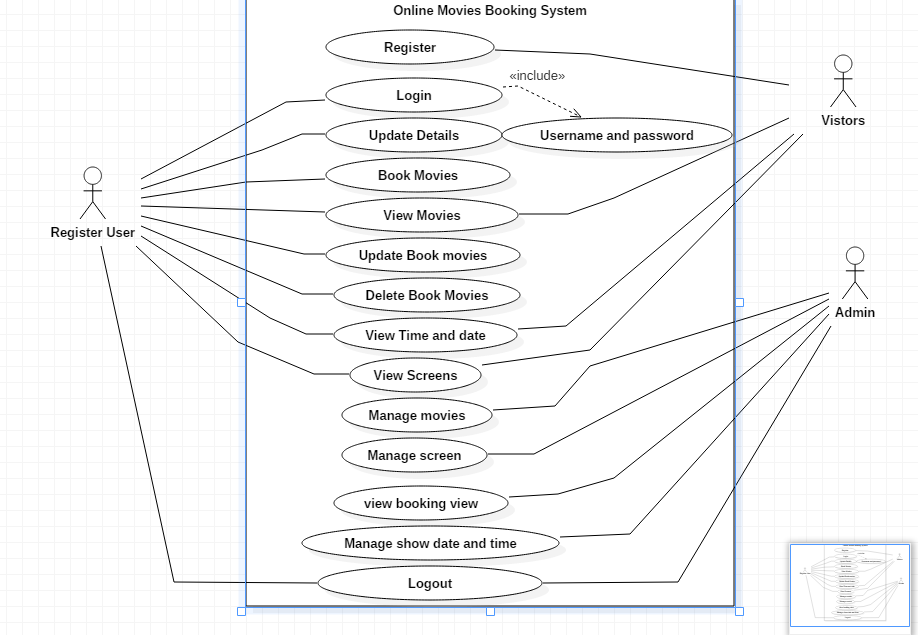 Online Movies Booking System
Register
«include»
Login
Vistors
Update Details
Username and password
Book Movies
View Movies
Register User
Update Book movies
Delete Book Movies
Admin
View Time and date
View Screens
Manage movies
Manage screen
view booking view
Manage show date and time
Logout